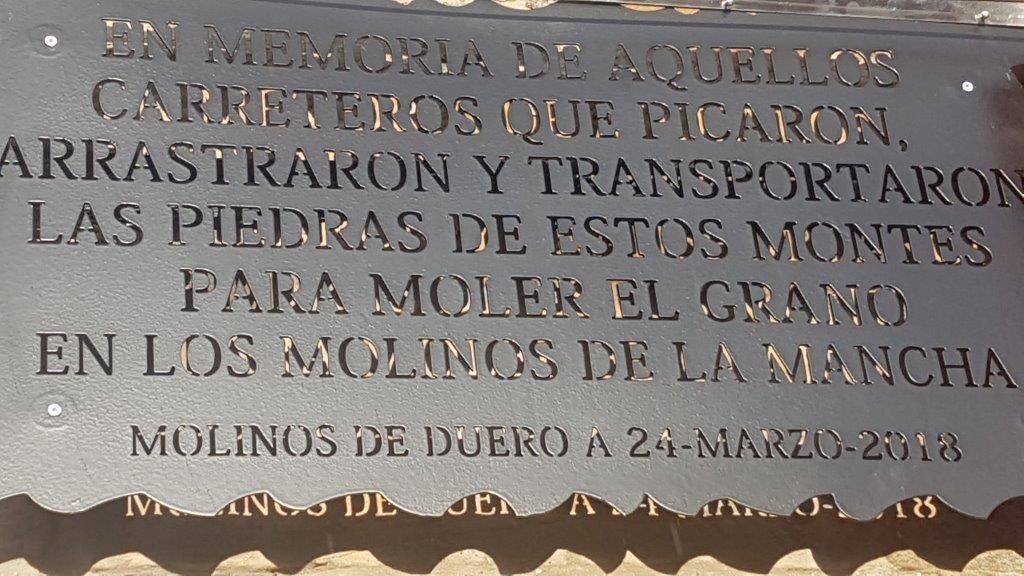 EN MEMORIA DE AQUELLOS
CARRETEROS QUE PICARON,
ARRASTRARON Y TRANSPORTARON
LAS PIEDRAS DE ESTOS MONTES
PARA MOLER EL GRANO
EN LOS MOLINOS DE LA MANCHA
MOLINOS DE DUERO A 24-MARZO-2018